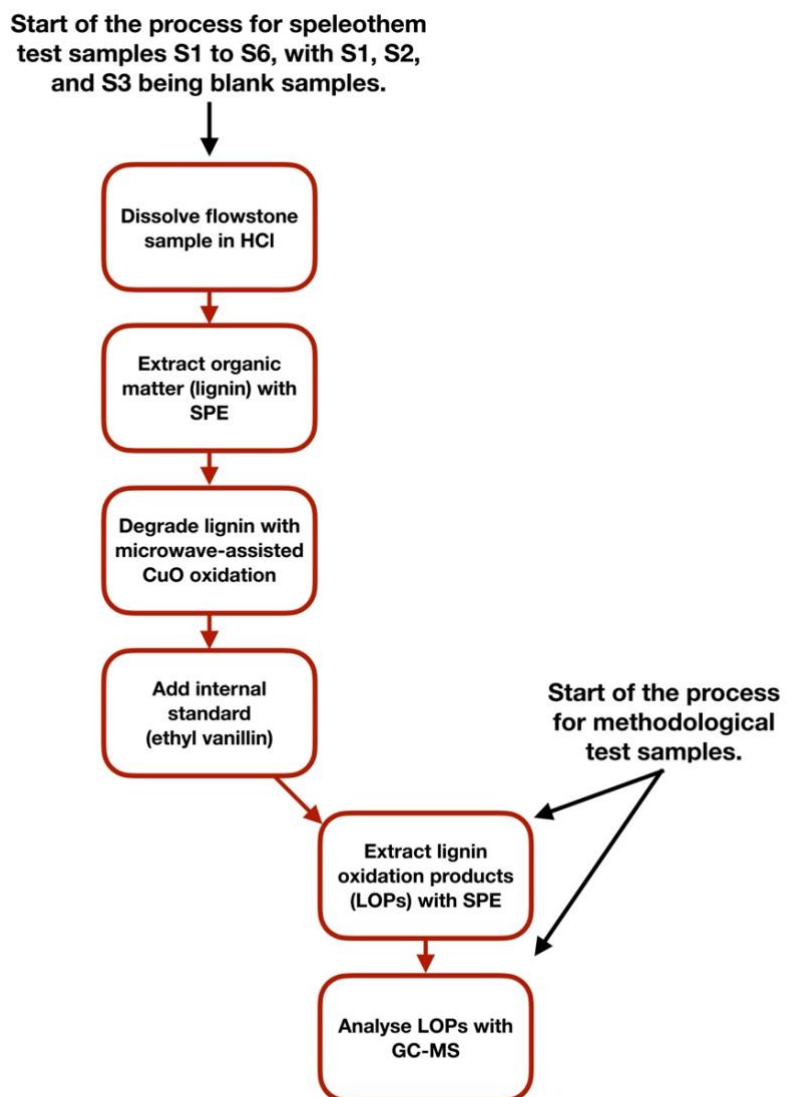 Start of the process for speleothem
test samples S1 to S6, with S1, S2,
and S3 being blank samples.
Dissolve flowstone
sample in HCl
Extract organic
matter (lignin) with
SPE
Degrade lignin with
microwave-assisted
CuO oxidation
Add internal
standard
(ethyl vanillin)
Start of the process
for methodological
test samples.
Extract lignin
oxidation products
(LOPs) with SPE
Analyse LOPs with
GC-MS